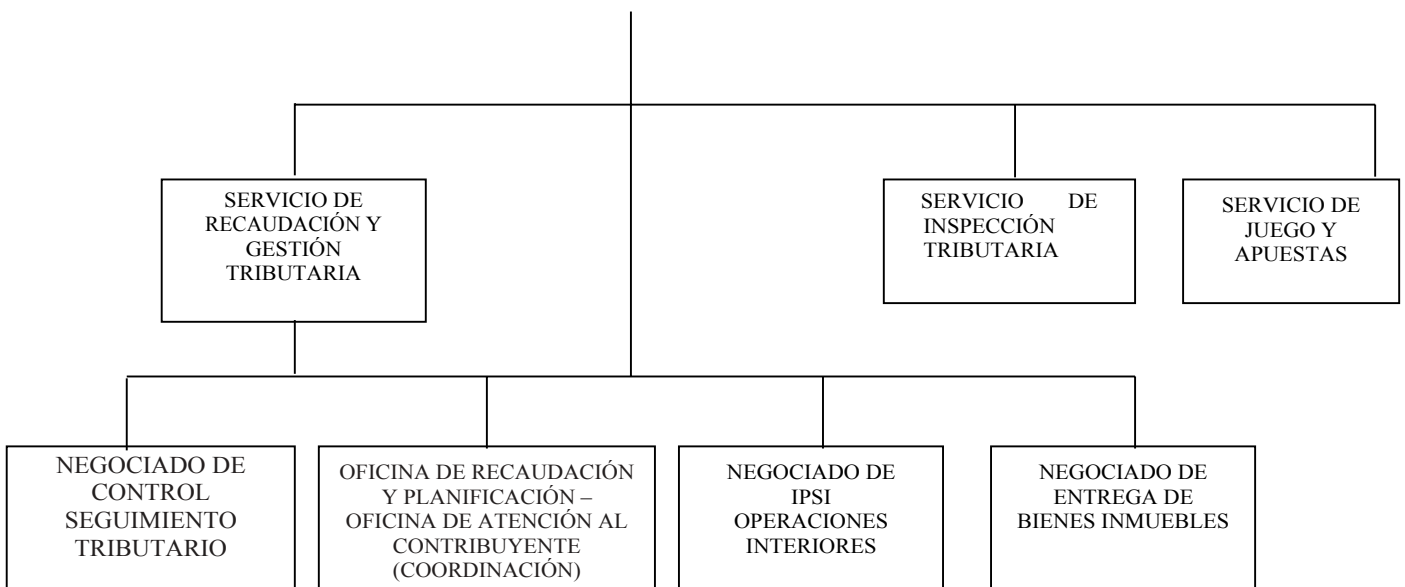 SERVICIO DE
RECAUDACIÓN Y
GESTIÓN
TRIBUTARIA
SERVICIO DE
INSPECCIÓN
TRIBUTARIA
SERVICIO DE
JUEGO Y
APUESTAS
NEGOCIADO DE
CONTROL
SEGUIMIENTO
TRIBUTARIO
OFICINA DE RECAUDACIÓN
Y PLANIFICACIÓN –
OFICINA DE ATENCIÓN AL
CONTRIBUYENTE
(COORDINACIÓN)
NEGOCIADO DE
IPSI
OPERACIONES
INTERIORES
NEGOCIADO DE
ENTREGA DE
BIENES INMUEBLES